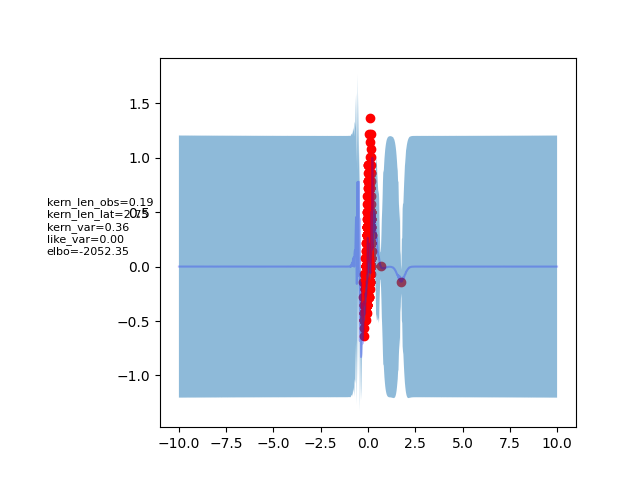 1.5
1.0
kern_len_obs=0.19
kern_len_lat=2.75
0.5
kern_var=0.36
like_var=0.00
elbo=-2052.35
0.0
−0.5
−1.0
−10.0 −7.5 −5.0 −2.5 0.0 2.5 5.0 7.5 10.0